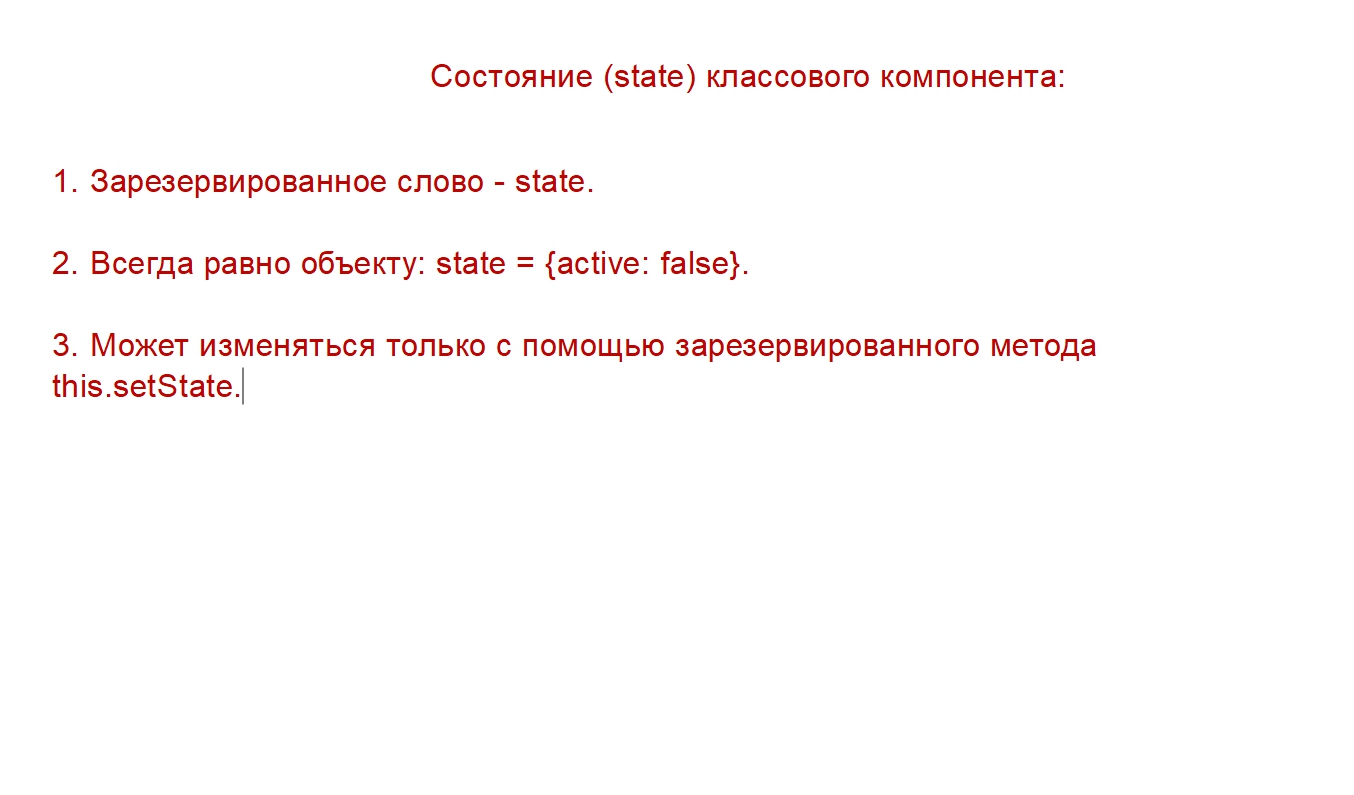 Состояние (state) классового компонента:
1. Зарезервированное слово - state.
2. Всегда равно объекту: state = {active: false}.
3. Может изменяться только с помощью зарезервированного метода
this.setState.